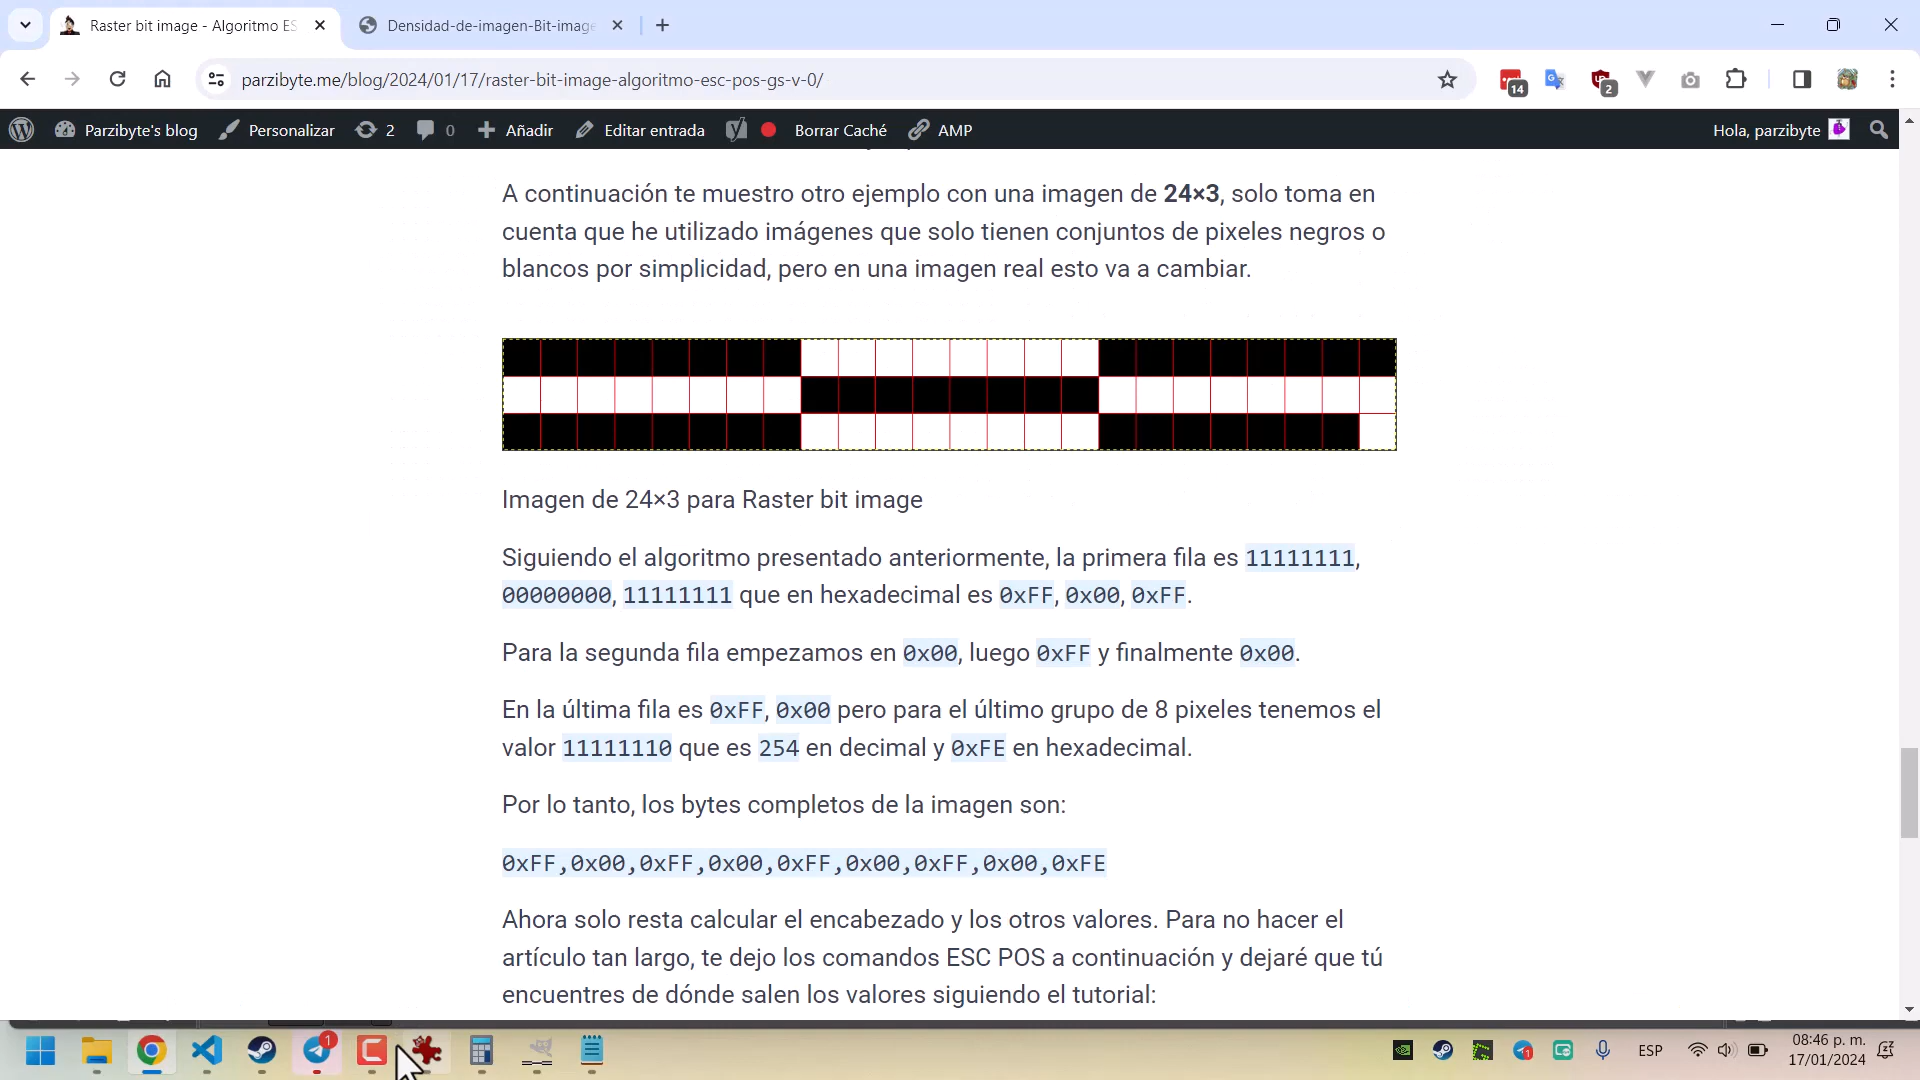 Raster bit image - Algoritmo ES
Densidad-de-imagen-Bit-image
parzibyte.me/blog/2024/01/17/raster-bit-image-algoritmo-esc-pos-gs-v-0/
14
2
Parzibyte's blog
Personalizar
2
0
Añadir
Editar entrada
Borrar Caché
AMP
Hola, parzibyte
A continuación te muestro otro ejemplo con una imagen de 24×3, solo toma en
cuenta que he utilizado imágenes que solo tienen conjuntos de pixeles negros o
blancos por simplicidad, pero en una imagen real esto va a cambiar.
Imagen de 24×3 para Raster bit image
Siguiendo el algoritmo presentado anteriormente, la primera fila es 11111111,
00000000, 11111111 que en hexadecimal es 0xFF, 0x00, 0xFF.
Para la segunda fila empezamos en 0x00, luego 0xFF y finalmente 0x00.
En la última fila es 0xFF, 0x00 pero para el último grupo de 8 pixeles tenemos el
valor 11111110 que es 254 en decimal y 0xFE en hexadecimal.
Por lo tanto, los bytes completos de la imagen son:
0xFF,0x00,0xFF,0x00,0xFF,0x00,0xFF,0x00,0xFE
Ahora solo resta calcular el encabezado y los otros valores. Para no hacer el
artículo tan largo, te dejo los comandos ESC POS a continuación y dejaré que tú
encuentres de dónde salen los valores siguiendo el tutorial:
1
1
ESP
08:46 p. m.
17/01/2024